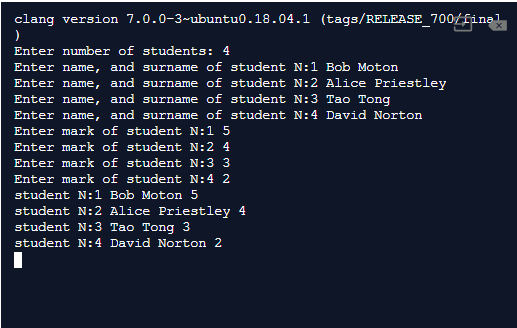 clang version 7.0.0-3~ubuntu0.18.04.1 (tags/RELEASE_700/final
)
Enter number of students: 4
Enter name, and surname of student N:1 Bob Moton
Enter name, and surname of student N:2 Alice Priestley
Enter name, and surname of student N:3 Tao Tong
Enter name, and surname of student N:4 David Norton
Enter mark of student N:1 5
Enter mark of student N:2 4
Enter mark of student N:3 3
Enter mark of student N:4 2
student N:1 Bob Moton 5
student N:2 Alice Priestley 4
student N:3 Tao Tong 3
student N:4 David Norton 2